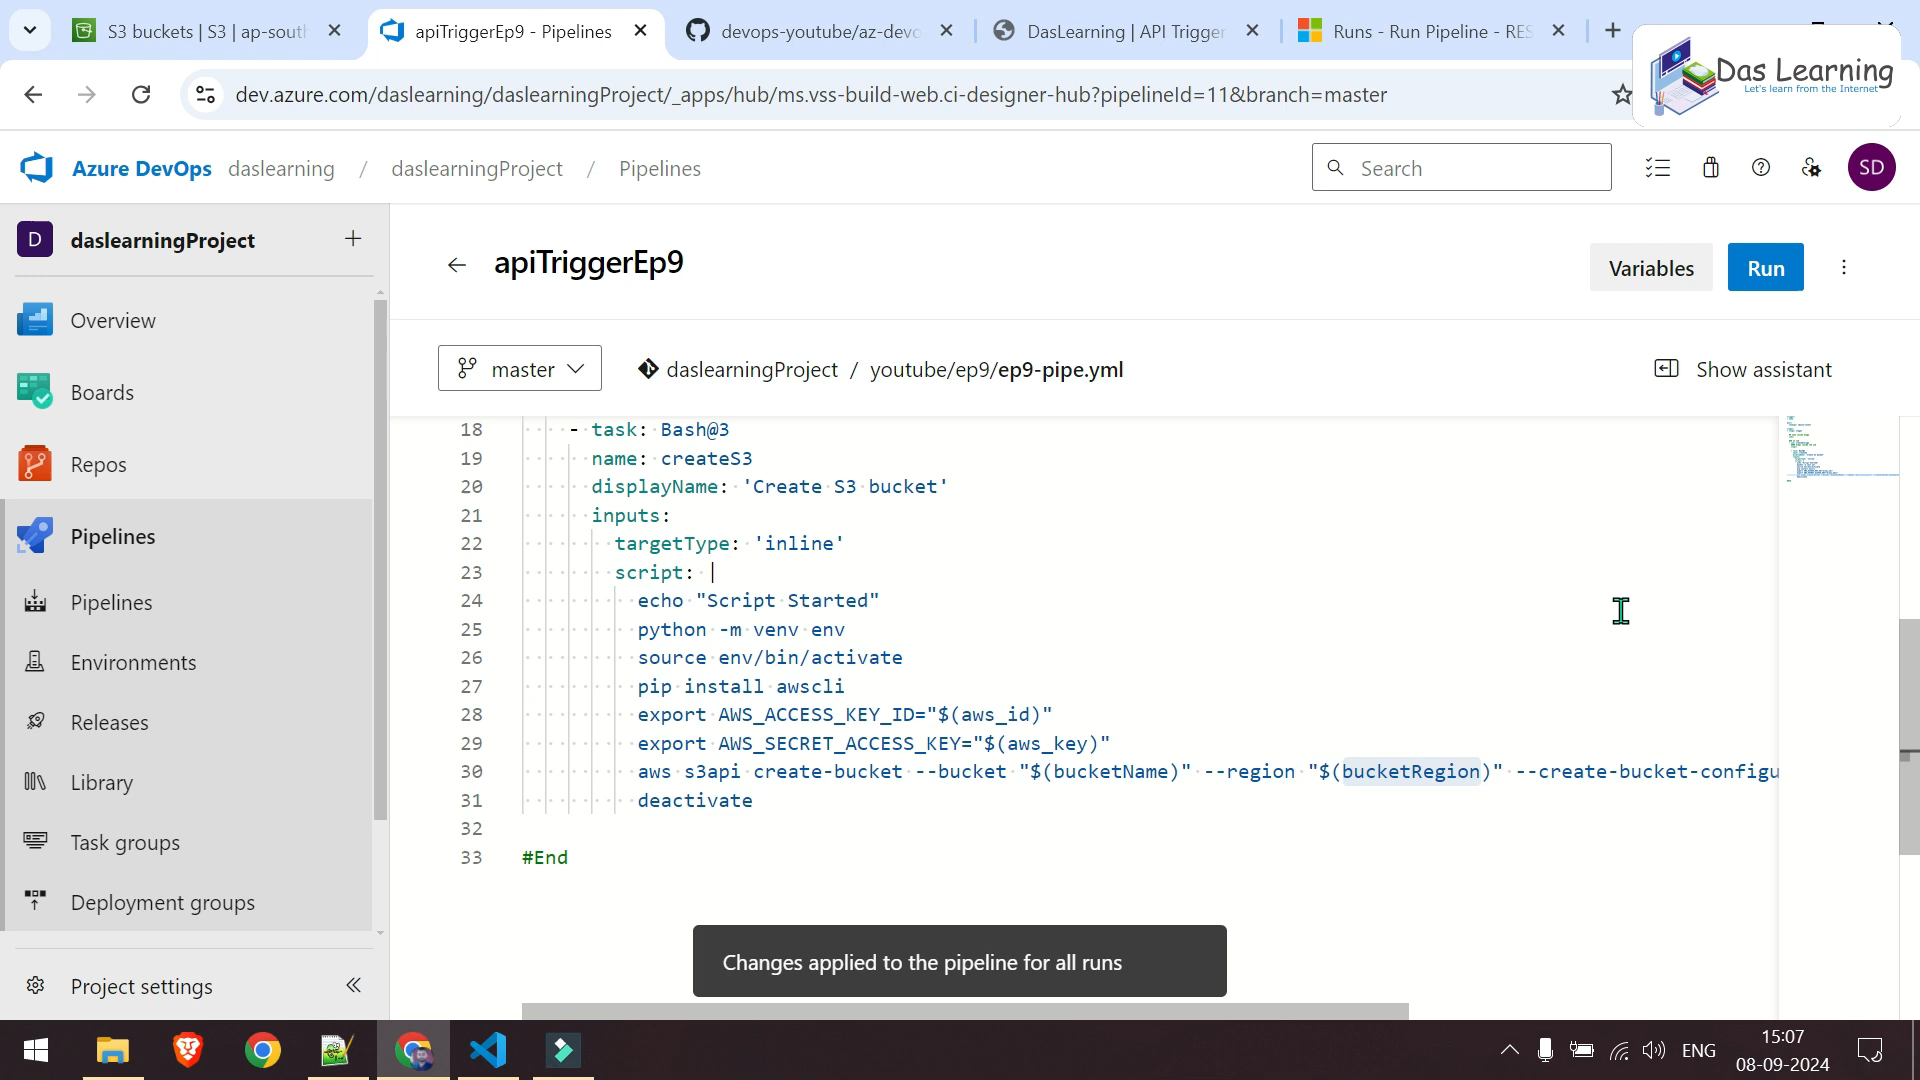 S3 buckets | S3 | ap-south
apiTriggerEp9 - Pipelines
devops-youtube/az-devo
DasLearning | API Trigger
Runs - Run Pipeline - RES
dev.azure.com/daslearning/daslearningProject/_apps/hub/ms.vss-build-web.ci-designer-hub?pipelineId=11&branch=master
Das Learning
Let's learn from the Internet
Azure DevOps daslearning / daslearningProject / Pipelines
Search
SD
D daslearningProject
apiTriggerEp9
Variables
Run
Overview
Boards
Repos
Pipelines
Pipelines
Environments
Releases
Library
Task groups
Deployment groups
Project settings
master
daslearningProject / youtube/ep9/ep9-pipe.yml
Show assistant
18 - task: Bash@3
19 name: createS3
20 displayName: 'Create S3 bucket'
21 inputs:
22 targetType: 'inline'
23 script: |
24 echo "Script Started"
25 python -m venv env
26 source env/bin/activate
27 pip install awscli
28 export AWS_ACCESS_KEY_ID="$(aws_id)"
29 export AWS_SECRET_ACCESS_KEY="$(aws_key)"
30 aws s3api create-bucket --bucket "$(bucketName)" --region "$(bucketRegion)" --create-bucket-configu
31 deactivate
32
33 #End
Changes applied to the pipeline for all runs
ENG
15:07
08-09-2024